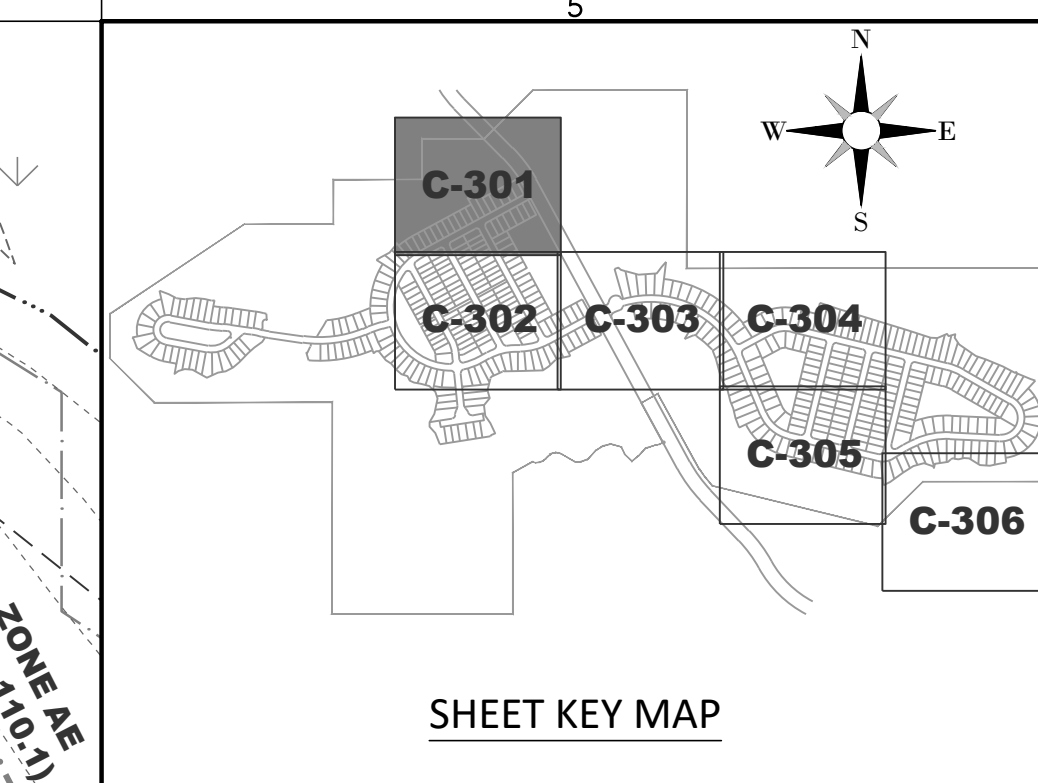 5
N
W E
S
C-301
C-302 C-303 C-304
C-305
C-306
ZONE AE
110.1)
SHEET KEY MAP